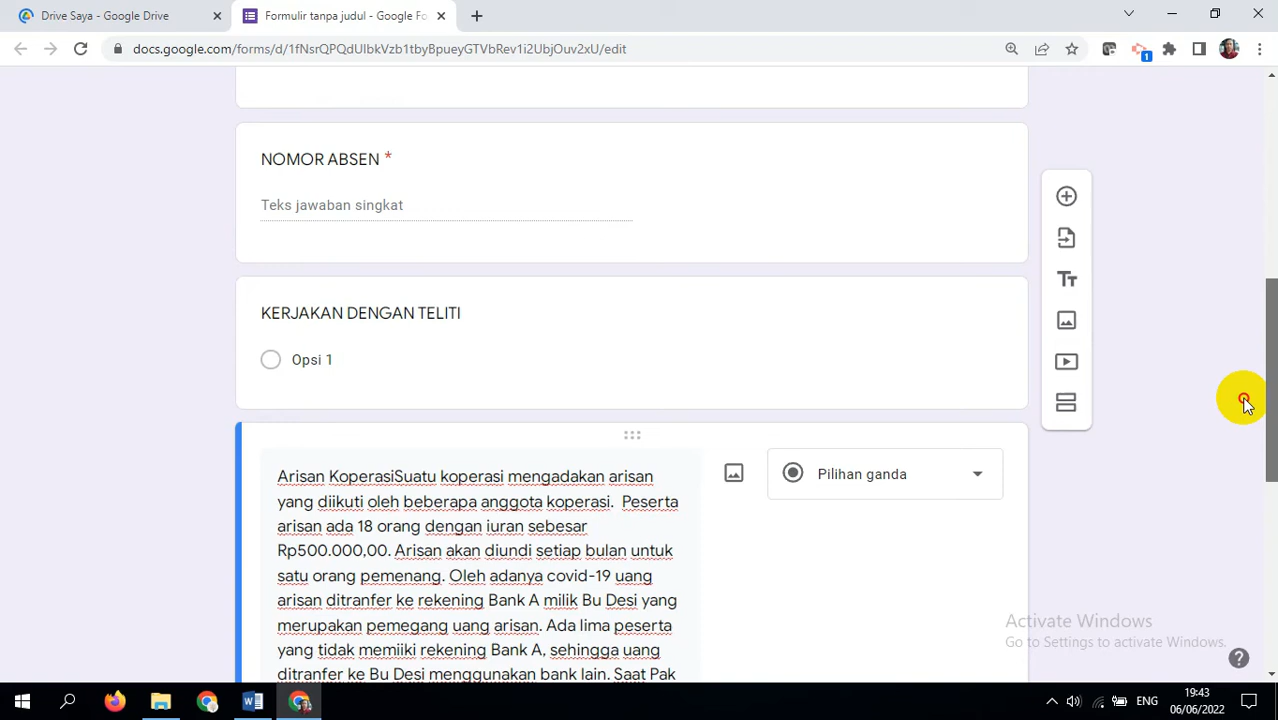 Drive Saya - Google Drive
Formulir tanpa judul - Google Fo
docs.google.com/forms/d/1fNsrQPQdUlbkVzb1tbyBpueyGTVbRev1i2UbjOuv2xU/edit
1
NOMOR ABSEN *
Teks jawaban singkat
KERJAKAN DENGAN TELITI
Opsi 1
Arisan KoperasiSuatu koperasi mengadakan arisan
yang diikuti oleh beberapa anggota koperasi. Peserta
arisan ada 18 orang dengan iuran sebesar
Rp500.000,00. Arisan akan diundi setiap bulan untuk
satu orang pemenang. Oleh adanya covid-19 uang
arisan ditranfer ke rekening Bank A milik Bu Desi yang
merupakan pemegang uang arisan. Ada lima peserta
yang tidak memiiki rekening Bank A, sehingga uang
ditranfer ke Bu Desi menggunakan bank lain. Saat Pak
Pilihan ganda
Activate Windows
Go to Settings to activate Windows.
ENG
19:43
06/06/2022